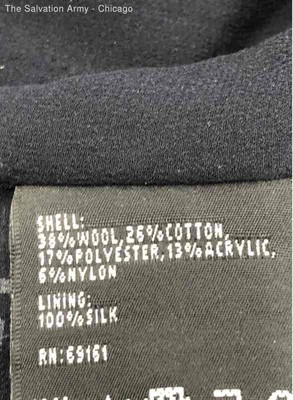 The Salvation Army - Chicago
SHELL:
38%WOOL,26%COTTON,
17%POLYESTER,13%ACRYLIC,
6%NYLON
LINING:
100%SILK
RN:69161